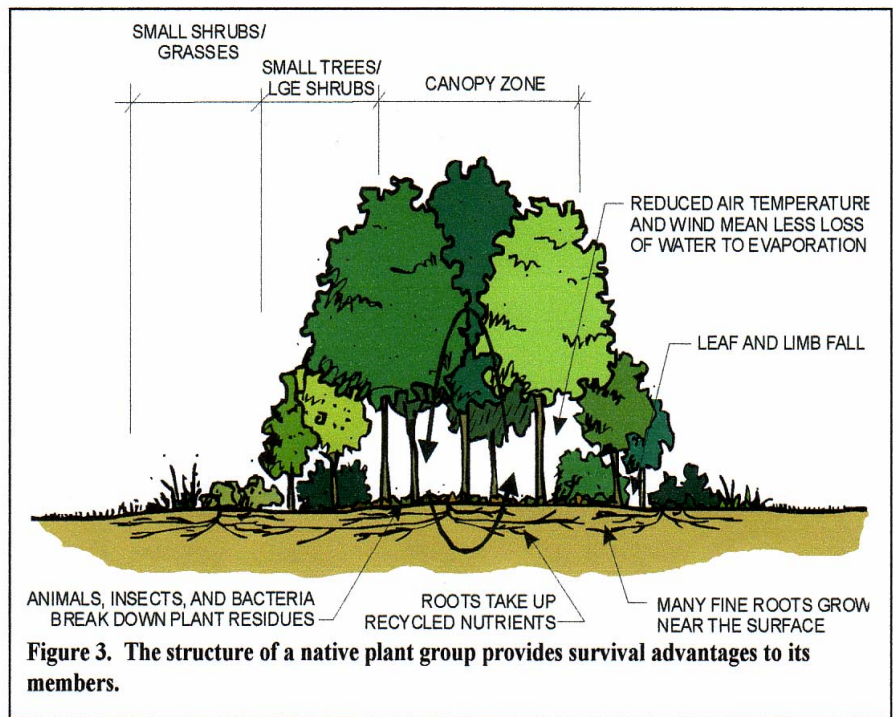 SMALL SHRUBS/
GRASSES
SMALL TREES/
LGE SHRUBS
CANOPY ZONE
REDUCED AIR TEMPERATURE
AND WIND MEAN LESS LOSS
OF WATER TO EVAPORATION
LEAF AND LIMB FALL
ANIMALS, INSECTS, AND BACTERIA
BREAK DOWN PLANT RESIDUES
ROOTS TAKE UP
RECYCLED NUTRIENTS
MANY FINE ROOTS GROW
NEAR THE SURFACE
Figure 3. The structure of a native plant group provides survival advantages to its
members.